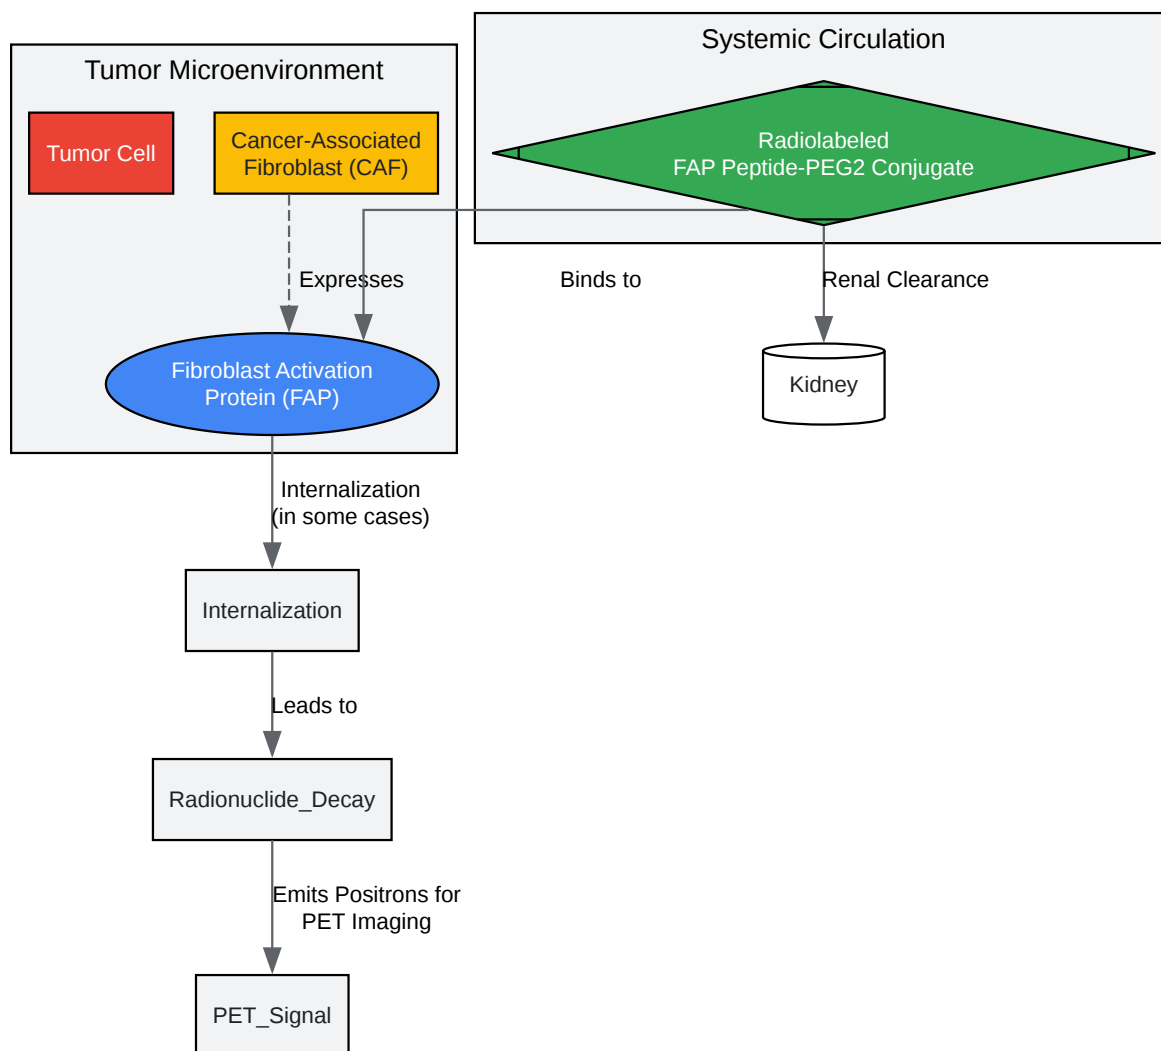 Systemic Circulation
Tumor Microenvironment
Tumor Cell
Cancer-Associated
Fibroblast (CAF)
Radiolabeled
FAP Peptide-PEG2 Conjugate
Expresses
Binds to
Renal Clearance
Fibroblast Activation
Protein (FAP)
Kidney
Internalization
(in some cases)
Internalization
Leads to
Radionuclide_Decay
Emits Positrons for
PET Imaging
PET_Signal